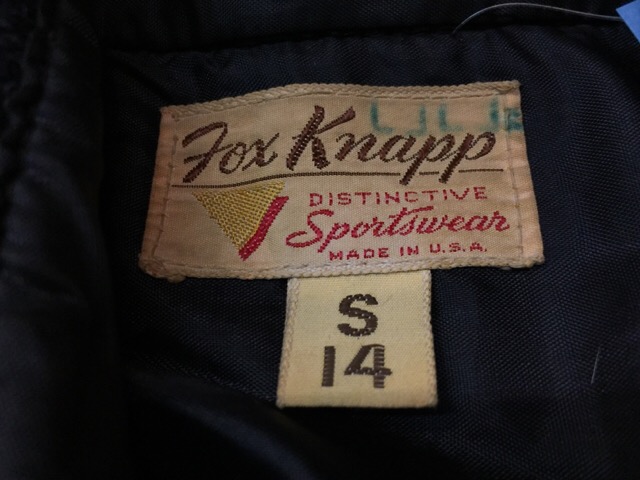 Fox Knapp
DISTINCTIVE
Sportswear
MADE IN U.S.A.
S
14